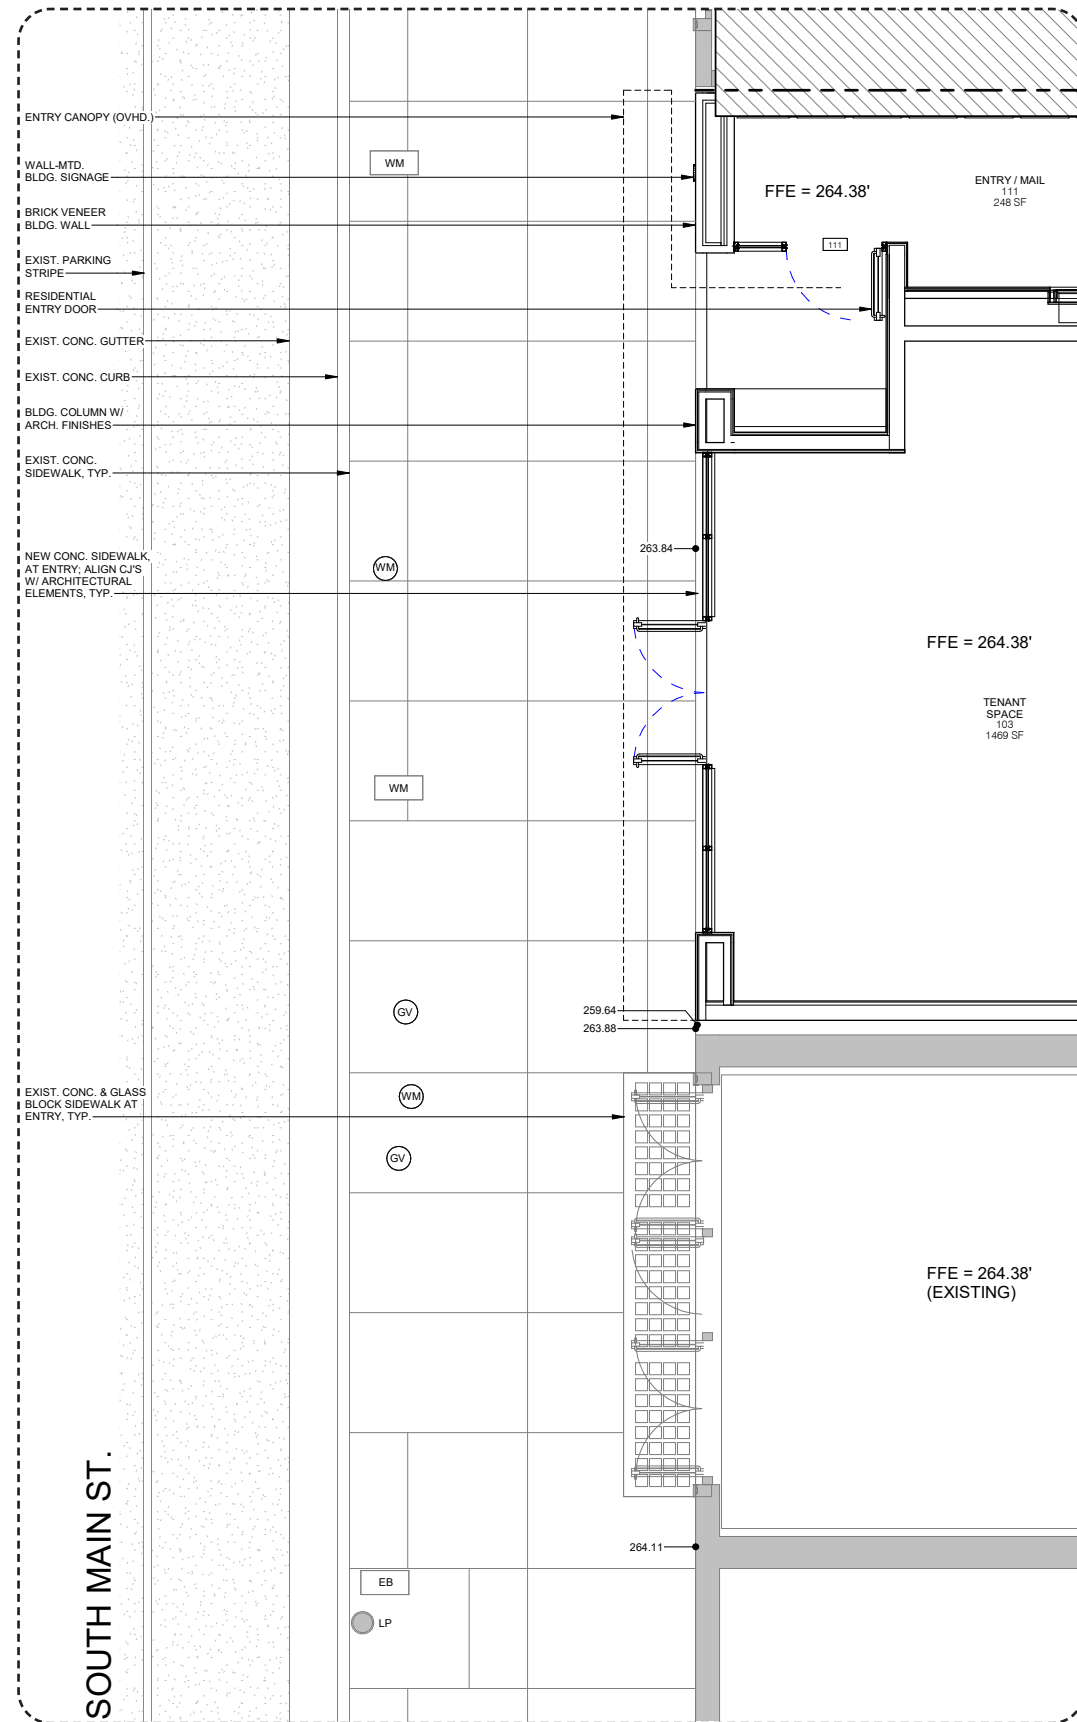 ENTRY CANOPY (OVHD.)
WALL-MTD.
BLDG. SIGNAGE
BRICK VENEER
BLDG. WALL
EXIST. PARKING
STRIPE
RESIDENTIAL
ENTRY DOOR
EXIST. CONC. GUTTER
EXIST. CONC. CURB
BLDG. COLUMN W/
ARCH. FINISHES
EXIST. CONC.
SIDEWALK, TYP.
NEW CONC. SIDEWALK
AT ENTRY; ALIGN CJ'S
W/ ARCHITECTURAL
ELEMENTS, TYP.
EXIST. CONC. & GLASS
BLOCK SIDEWALK AT
ENTRY, TYP.
SOUTH MAIN ST.
WM
WM
WM
GV
WM
GV
EB
LP
263.84
259.64
263.88
264.11
FFE = 264.38'
ENTRY / MAIL
111
248 SF
111
FFE = 264.38'
TENANT
SPACE
103
1469 SF
FFE = 264.38'
(EXISTING)